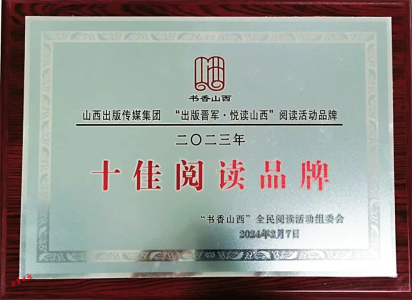 书香山西
山西出版传媒集团 “出版晋军·悦读山西”阅读活动品牌
二〇二三年
十佳阅读品牌
“书香山西”全民阅读活动组委会
2024年2月7日